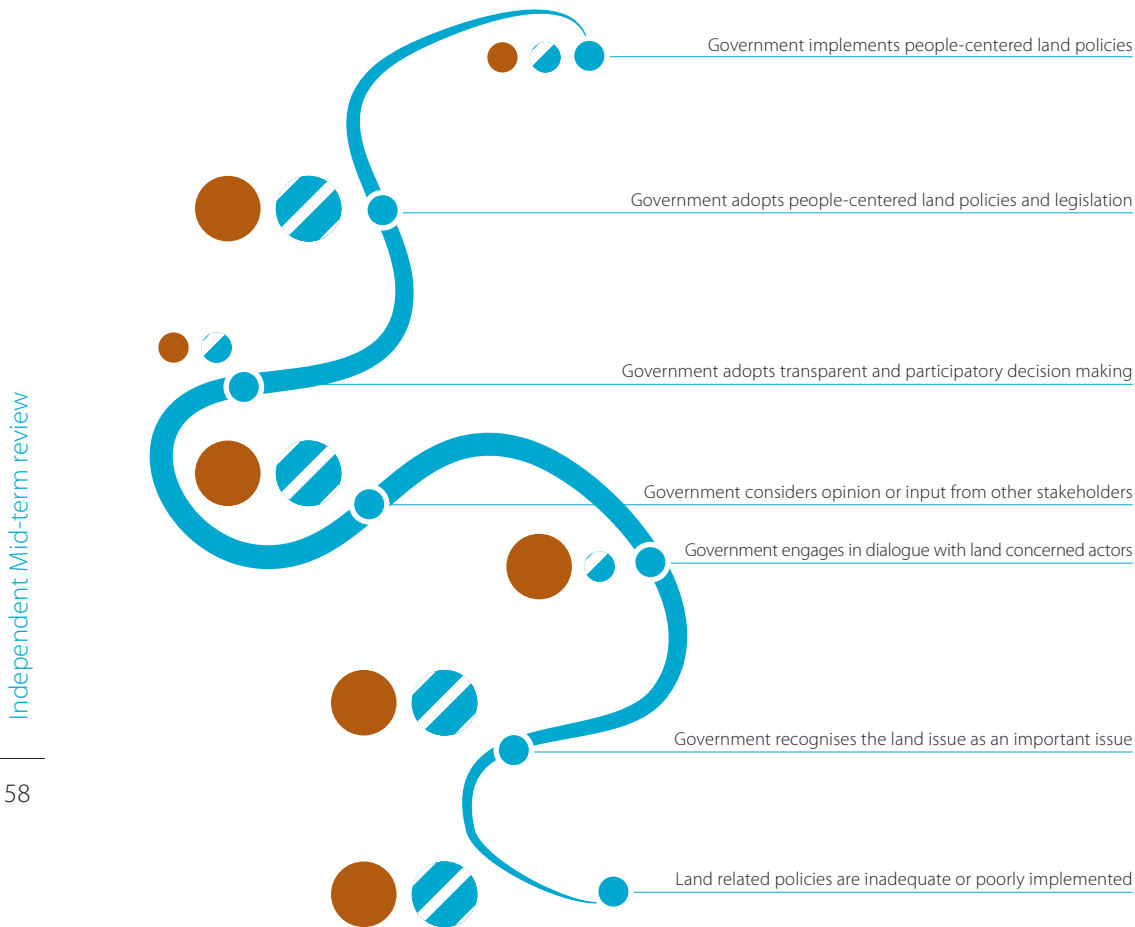 Government implements people-centered land policies
Government adopts people-centered land policies and legislation
Government adopts transparent and participatory decision making
Government considers opinion or input from other stakeholders
Government engages in dialogue with land concerned actors
Government recognises the land issue as an important issue
Land related policies are inadequate or poorly implemented
Independent Mid-term review
58